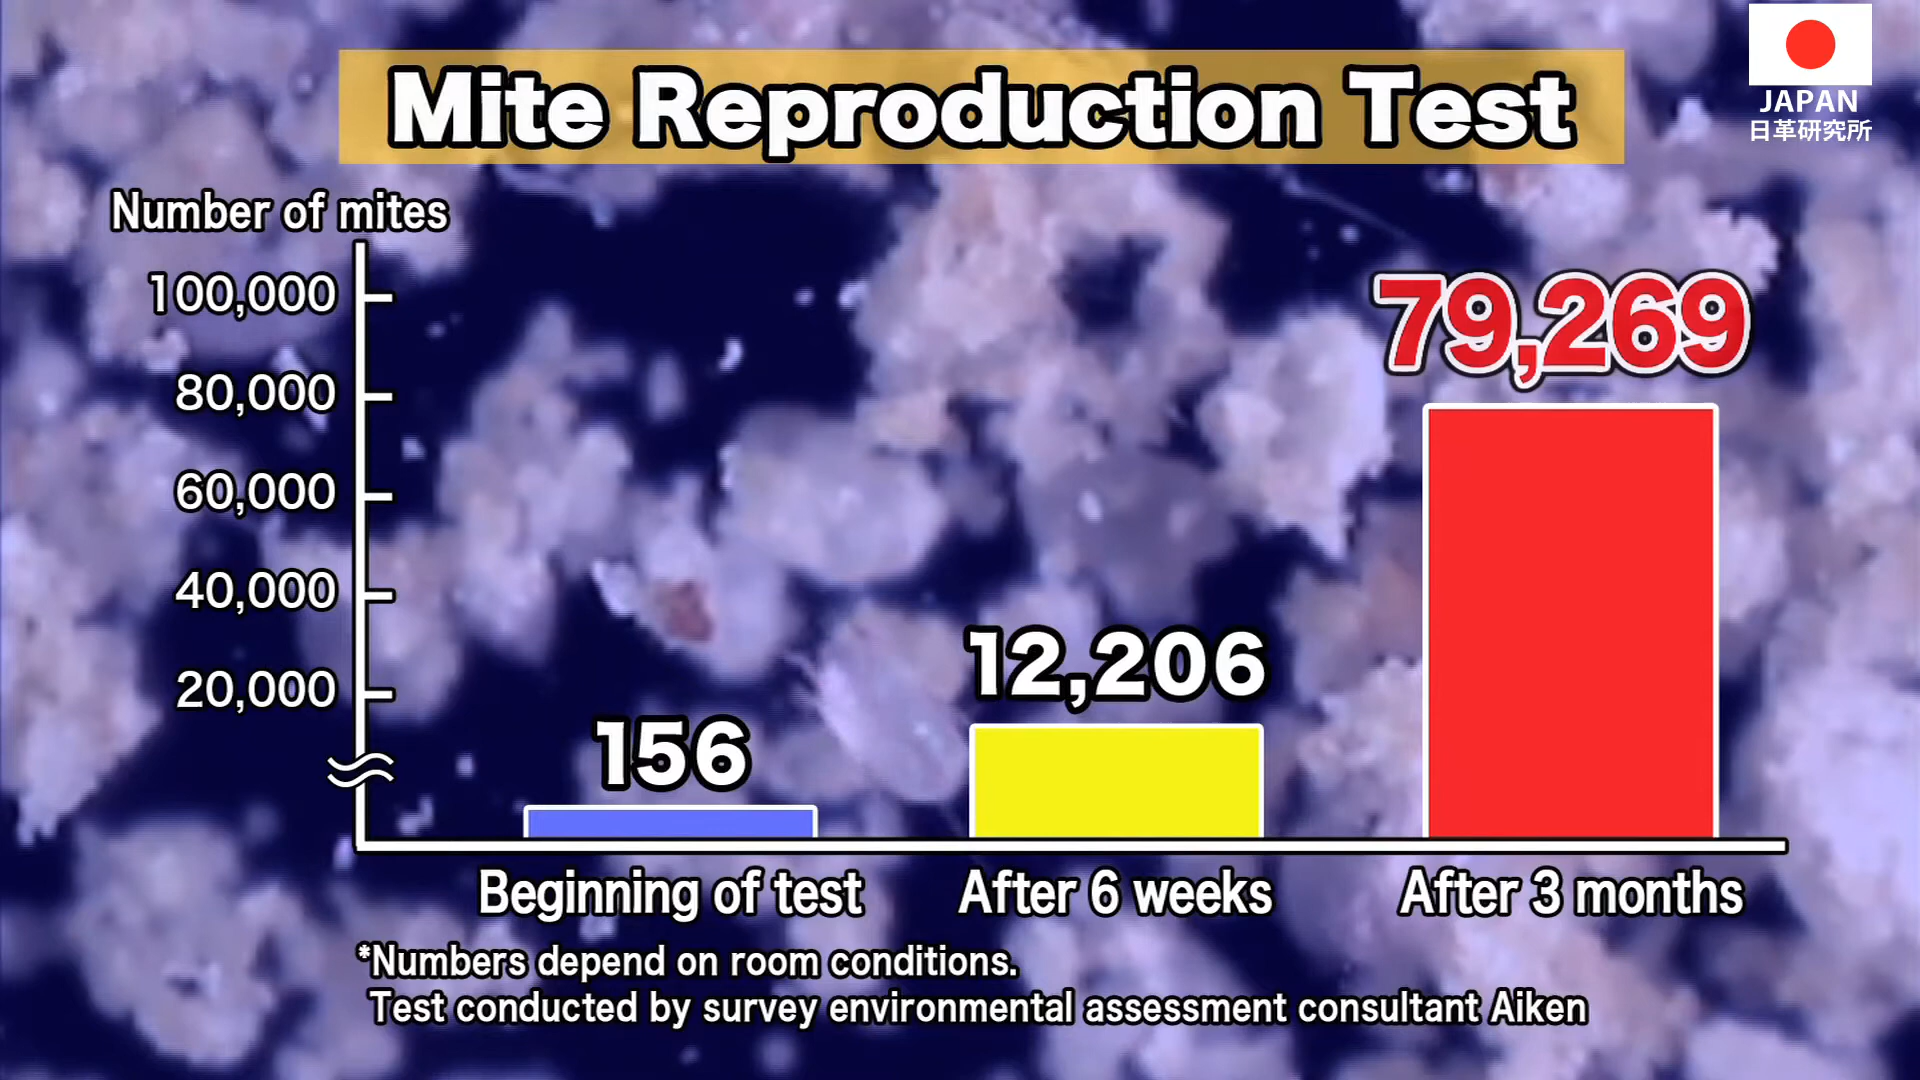 Mite Reproduction Test
JAPAN
日革研究所
Number of mites
100,000
80,000
60,000
40,000
20,000
156
12,206
79,269
Beginning of test
After 6 weeks
After 3 months
*Numbers depend on room conditions.
Test conducted by survey environmental assessment consultant Aiken